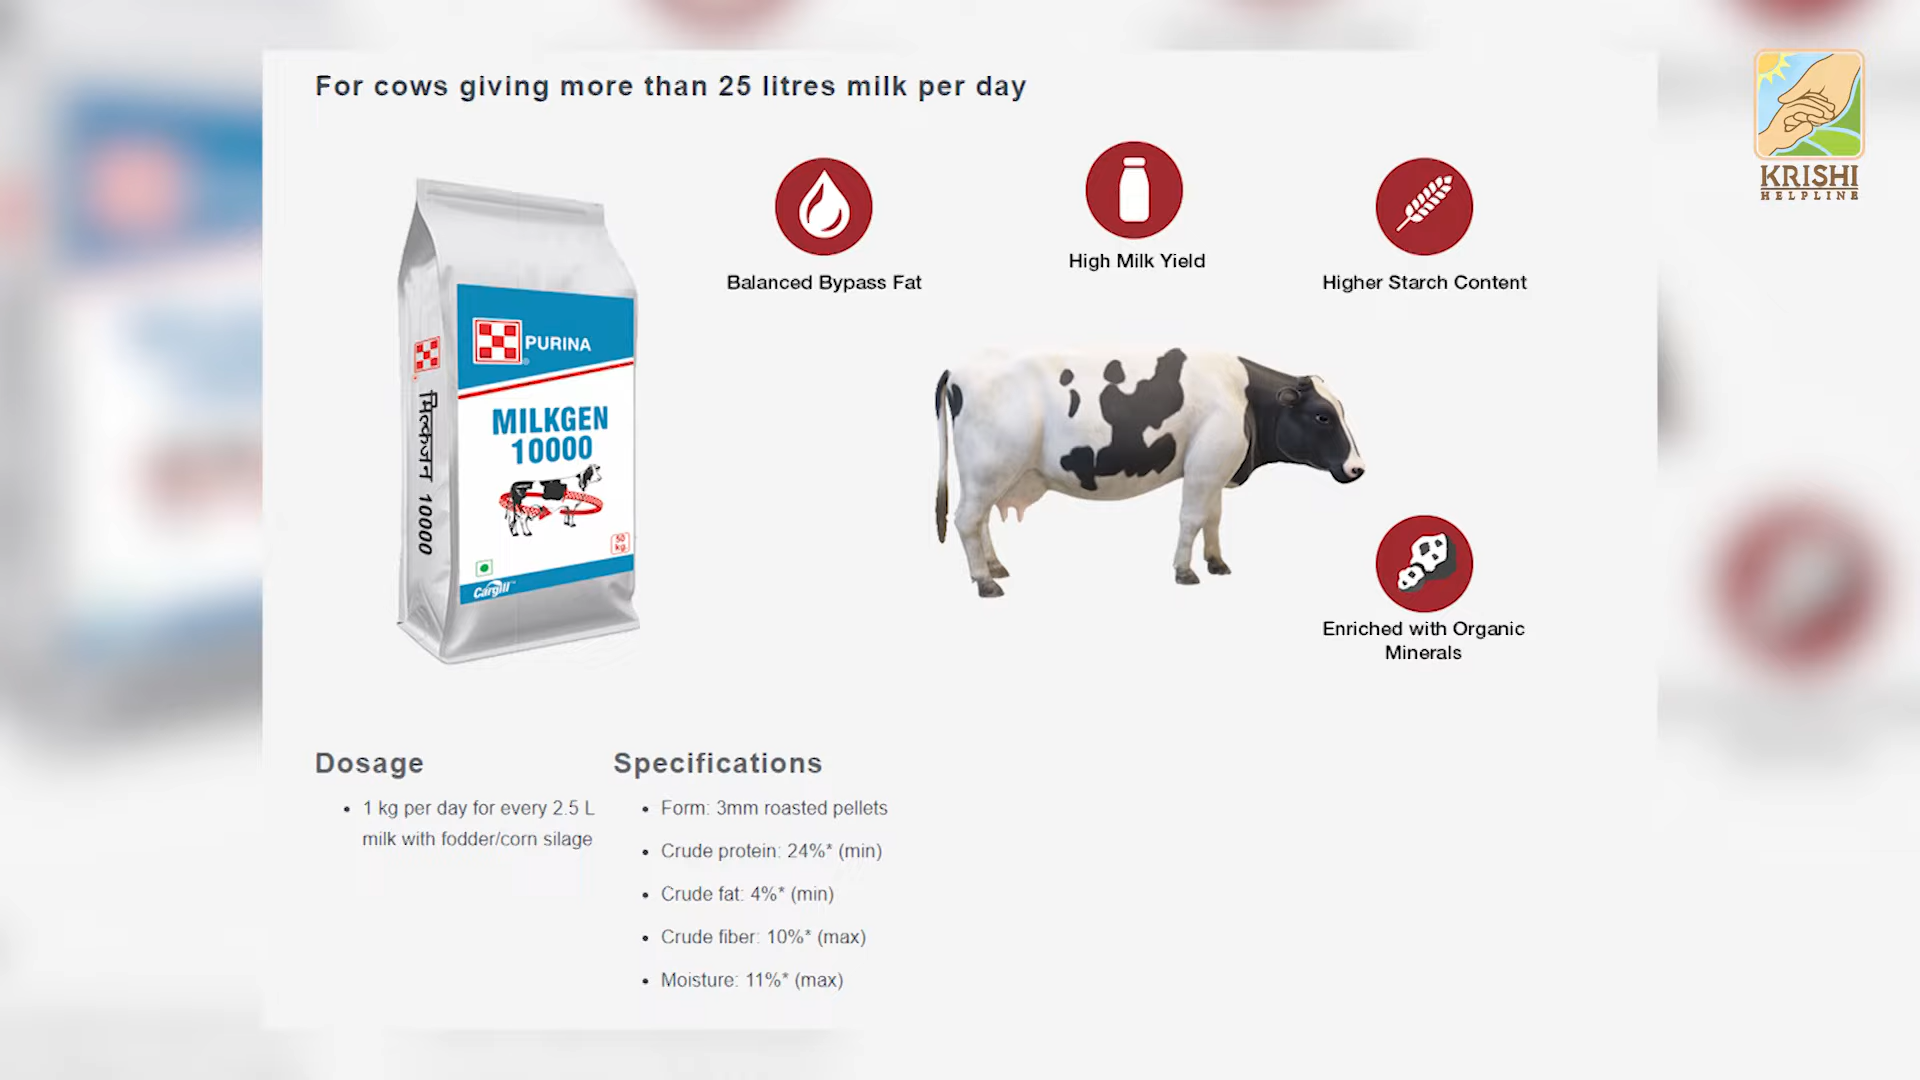 For cows giving more than 25 litres milk per day
KRISHI
HELPLINE
Balanced Bypass Fat
High Milk Yield
Higher Starch Content
PURINA
MILKGEN
10000
मिल्कजेन 10000
50
kg
Cargill
Enriched with Organic
Minerals
Dosage
• 1 kg per day for every 2.5 L
milk with fodder/corn silage
Specifications
• Form: 3mm roasted pellets
• Crude protein: 24%* (min)
• Crude fat: 4%* (min)
• Crude fiber: 10%* (max)
• Moisture: 11%* (max)